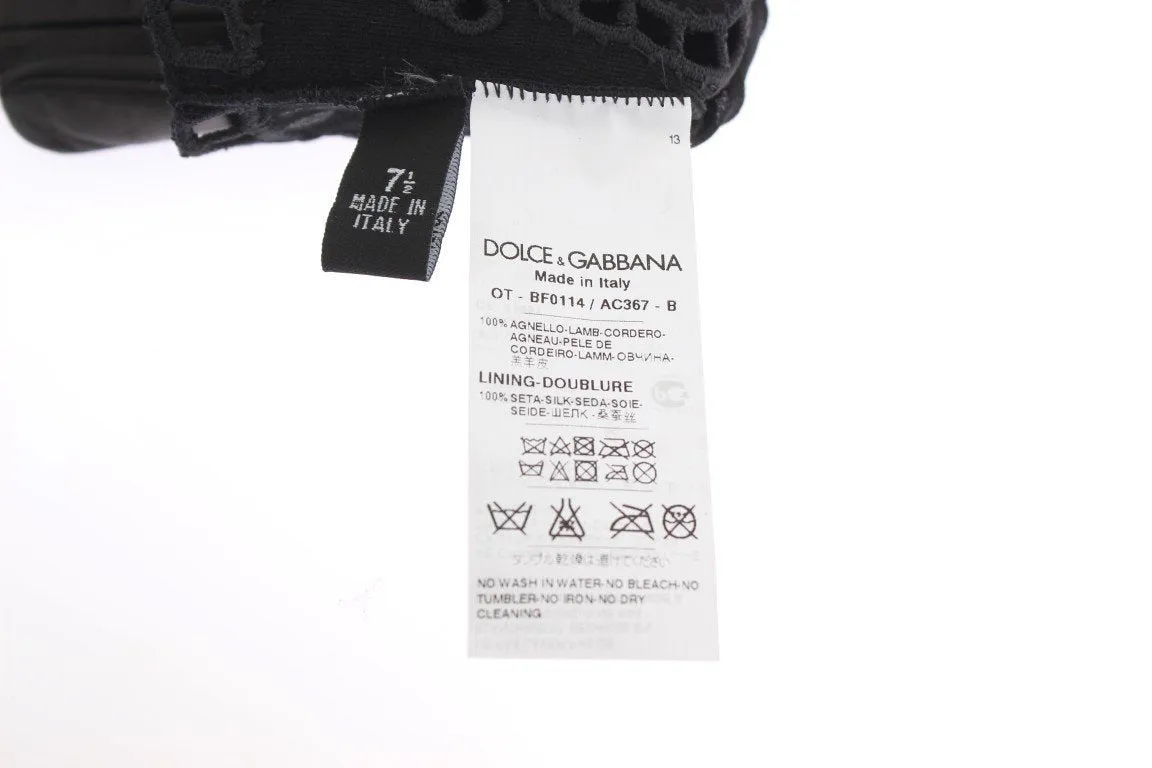 7½
MADE IN
ITALY
13
DOLCE & GABBANA
Made in Italy
OT - BF0114 / AC367 - B
100% AGNELLO-LAMB-CORDERO-
AGNEAU-PELE DE
CORDEIRO-LAMM-ОВЧИНА-
羊皮
LINING-DOUBLURE
100% SETA-SILK-SEDA-SOIE-
SEIDE-ШЕЛК-桑蚕丝
タンブル乾燥は避けてください
NO WASH IN WATER-NO BLEACH-NO
TUMBLER-NO IRON-NO DRY
CLEANING